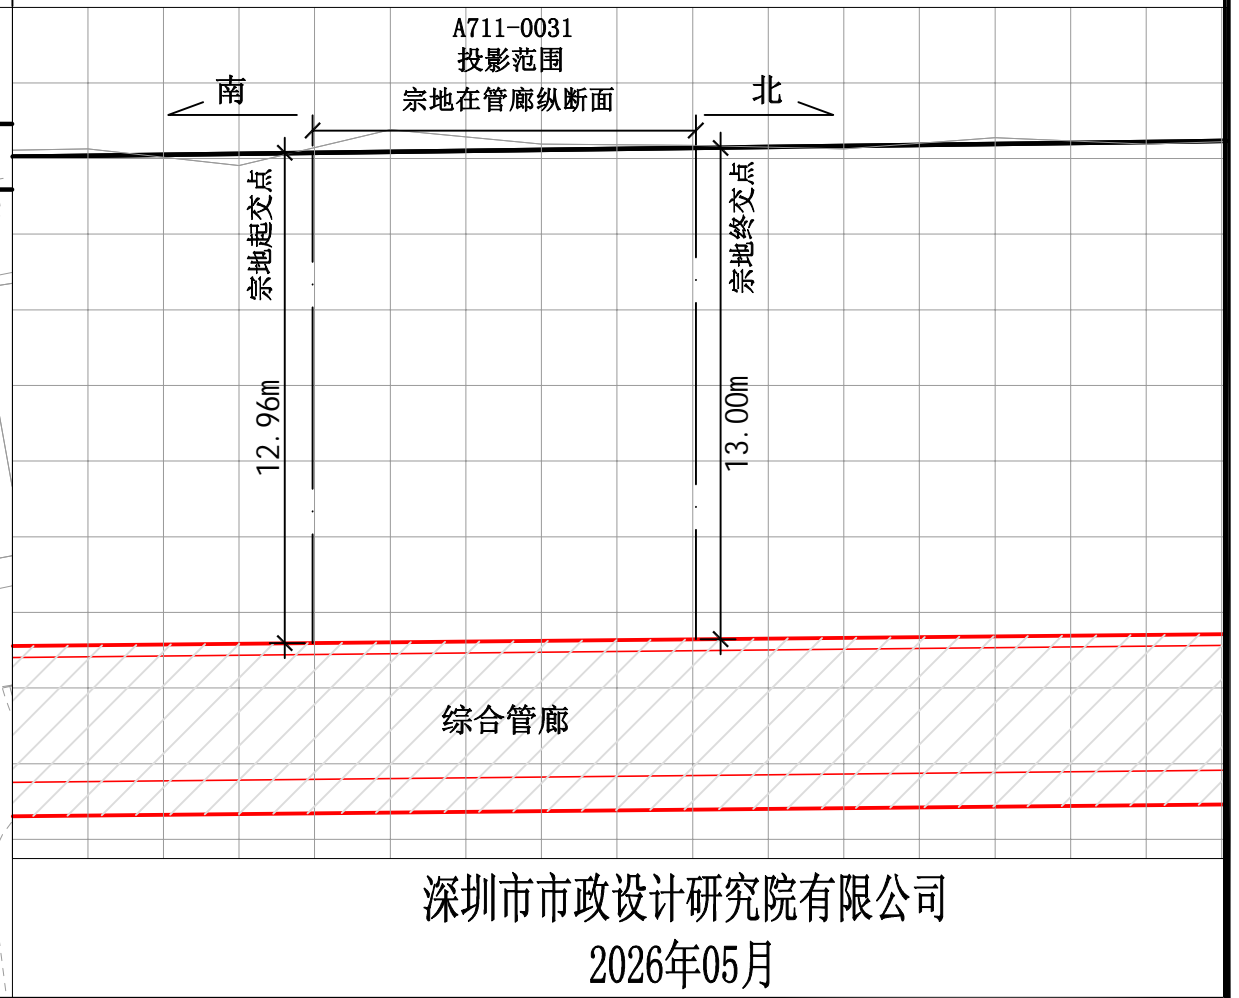 A711-0031
投影范围
宗地在管廊纵断面
南
北
宗地起交点
宗地终交点
12.96m
13.00m
综合管廊
深圳市市政设计研究院有限公司
2026年05月